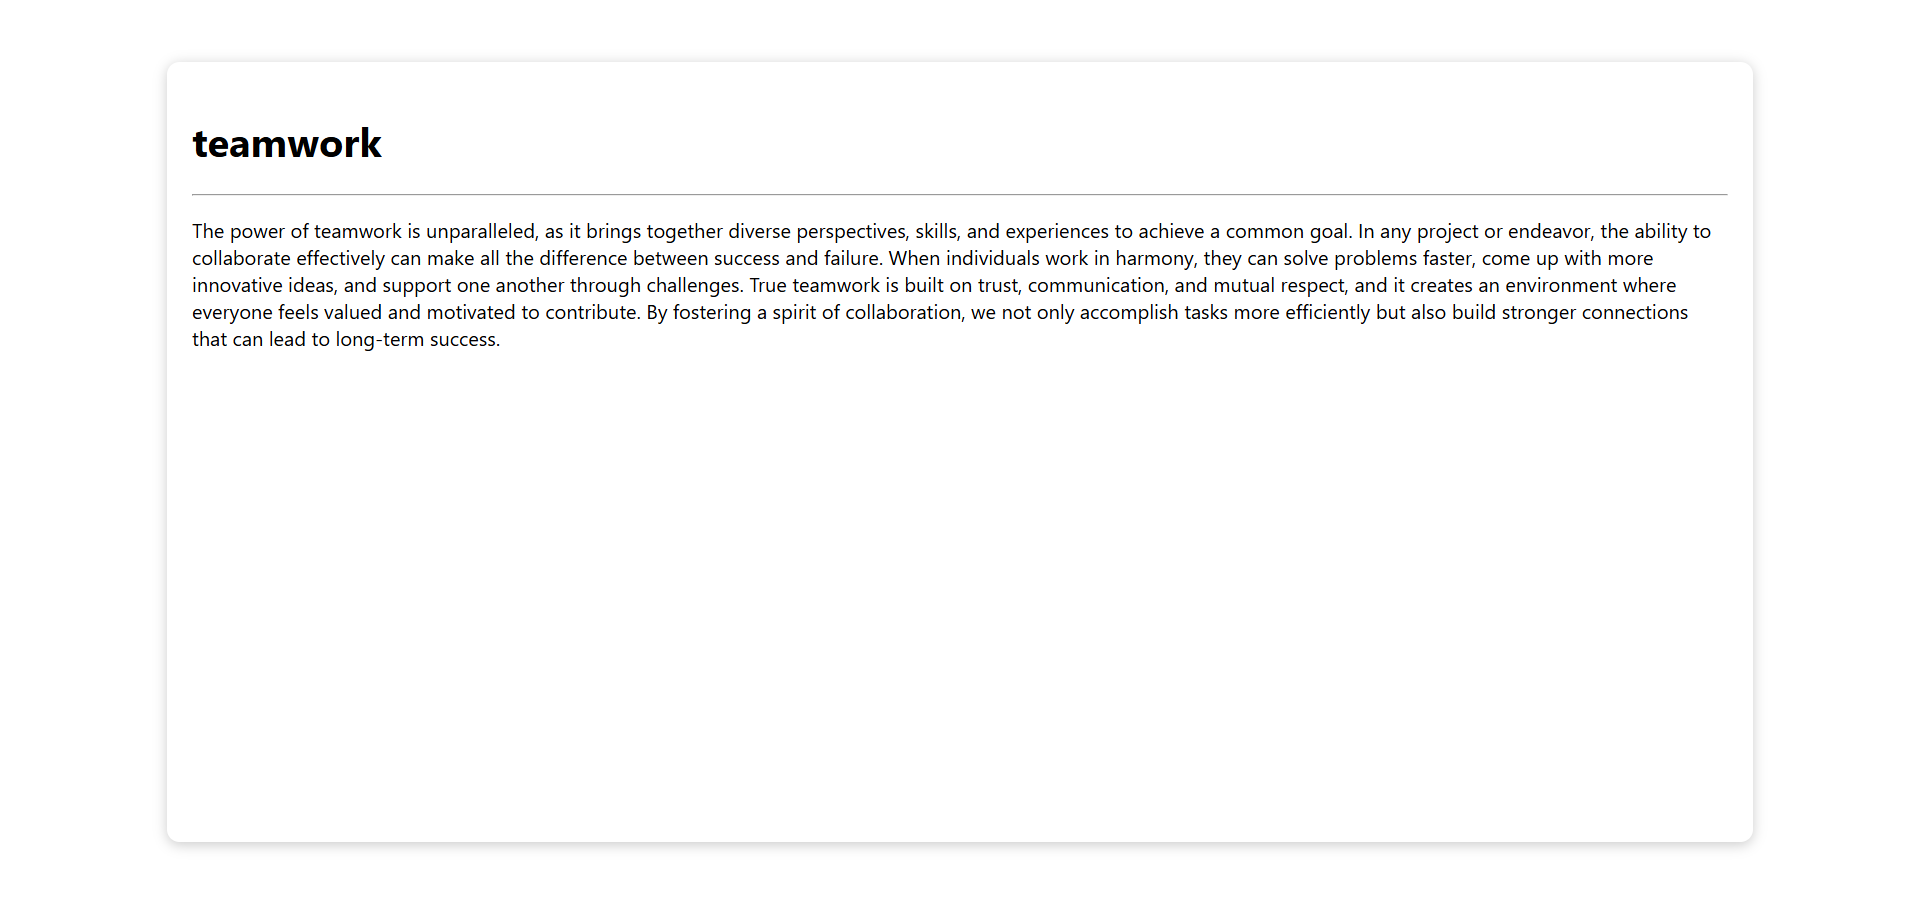 teamwork
The power of teamwork is unparalleled, as it brings together diverse perspectives, skills, and experiences to achieve a common goal. In any project or endeavor, the ability to
collaborate effectively can make all the difference between success and failure. When individuals work in harmony, they can solve problems faster, come up with more
innovative ideas, and support one another through challenges. True teamwork is built on trust, communication, and mutual respect, and it creates an environment where
everyone feels valued and motivated to contribute. By fostering a spirit of collaboration, we not only accomplish tasks more efficiently but also build stronger connections
that can lead to long-term success.